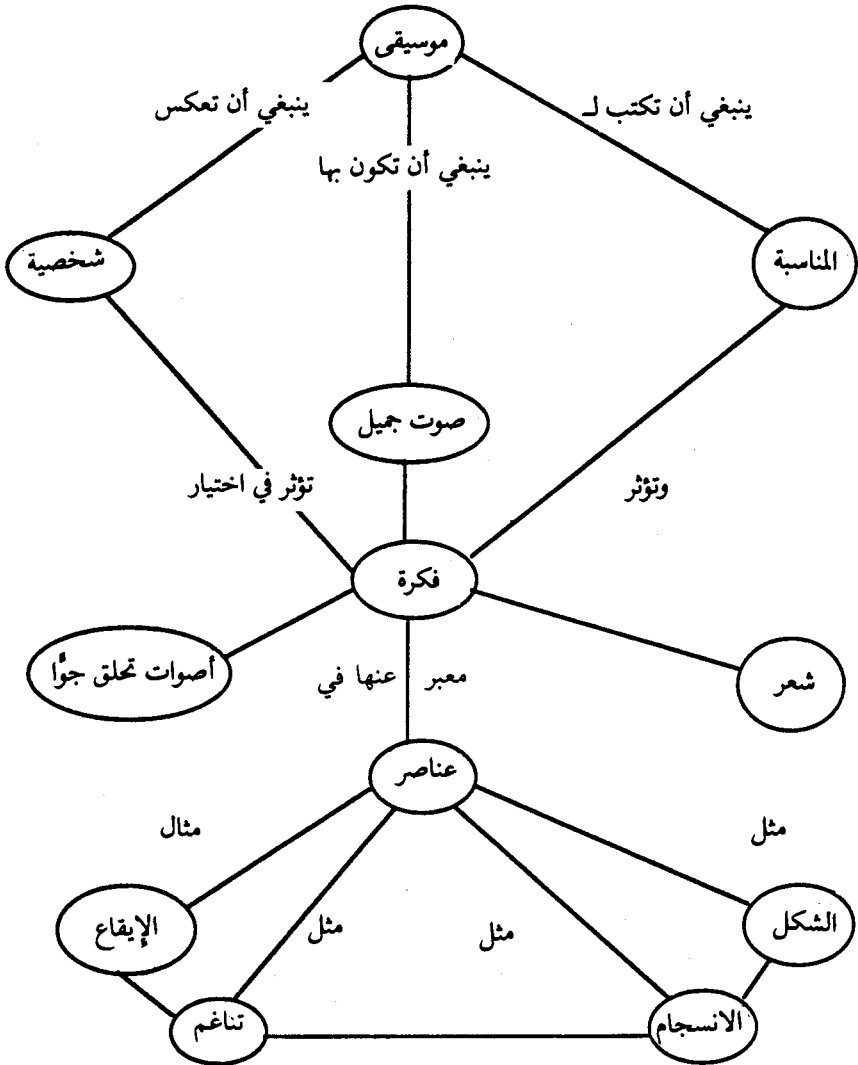 موسيقى
ينبغي أن تكتب لـ
ينبغي أن تعكس
ينبغي أن تكون بها
المناسبة
شخصية
صوت جميل
وتؤثر
تؤثر في اختيار
فكرة
شعر
معبر عنها في
أصوات تحلق جوًّا
عناصر
مثل
مثال
الشكل
مثل
مثل
الإيقاع
الانسجام
تناغم